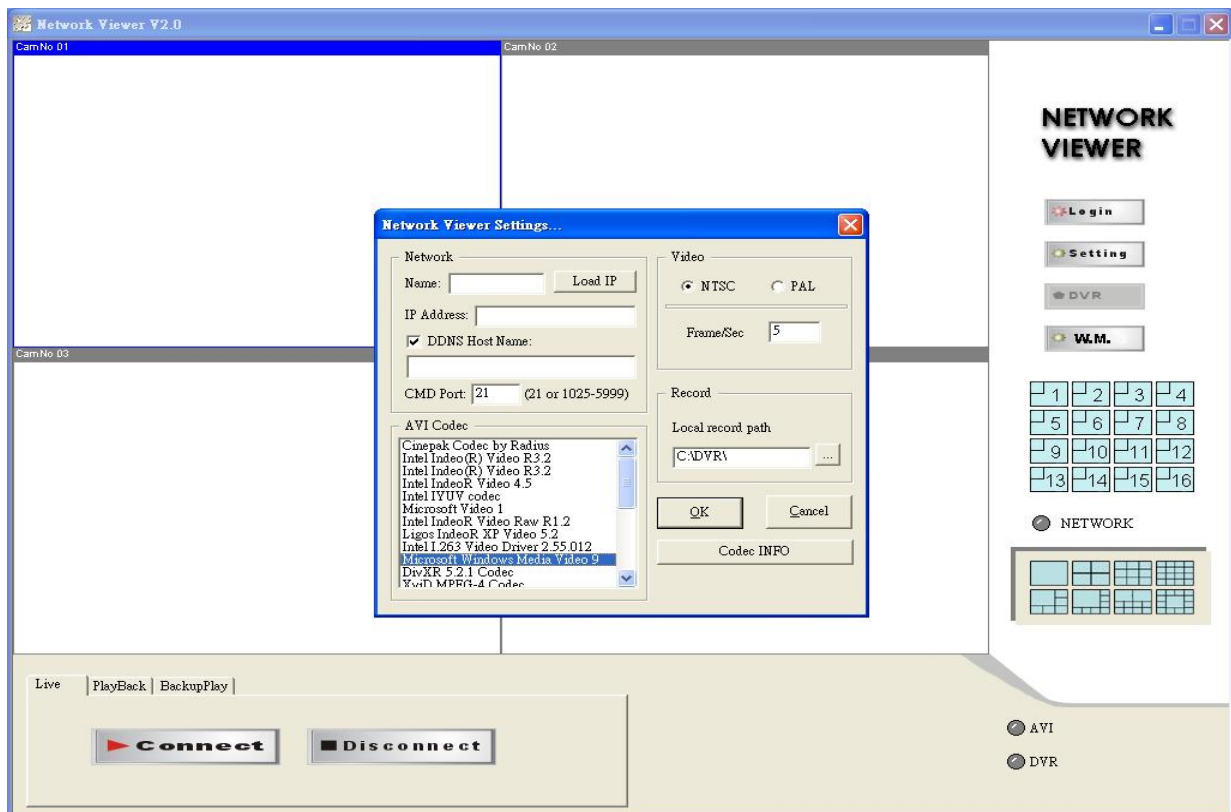 Network Viewer V2.0
CamNo 01
CamNo 02
CamNo 03
NETWORK
VIEWER
Login
Setting
DVR
W.M.
1 2 3 4
5 6 7 8
9 10 11 12
13 14 15 16
NETWORK
Network Viewer Settings...
Network
Name:
Load IP
IP Address:
DDNS Host Name:
CMD Port: 21 (21 or 1025-5999)
AVI Codec
Cinepak Codec by Radius
Intel Indeo(R) Video R3.2
Intel Indeo(R) Video R3.2
Intel IndeoR Video 4.5
Intel IYUV codec
Microsoft Video 1
Intel IndeoR Video Raw R1.2
Ligos IndeoR XP Video 5.2
Intel I.263 Video Driver 2.55.012
Microsoft Windows Media Video 9
DivXR 5.2.1 Codec
XviD MPEG-4 Codec
Video
NTSC PAL
Frame/Sec 5
Record
Local record path
C:\DVR\ ...
OK Cancel
Codec INFO
Live PlayBack BackupPlay
Connect Disconnect
AVI
DVR